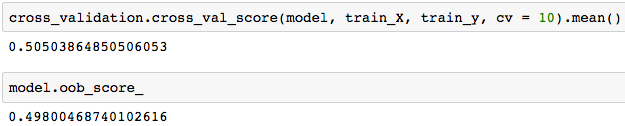 cross_validation.cross_val_score(model, train_X, train_y, cv = 10).mean()
0.50503864850506053
model.oob_score_
0.49800468740102616